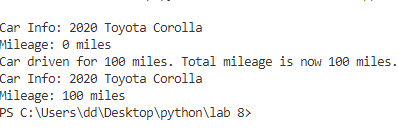 Car Info: 2020 Toyota Corolla
Mileage: 0 miles
Car driven for 100 miles. Total mileage is now 100 miles.
Car Info: 2020 Toyota Corolla
Mileage: 100 miles
PS C:\Users\dd\Desktop\python\lab 8>